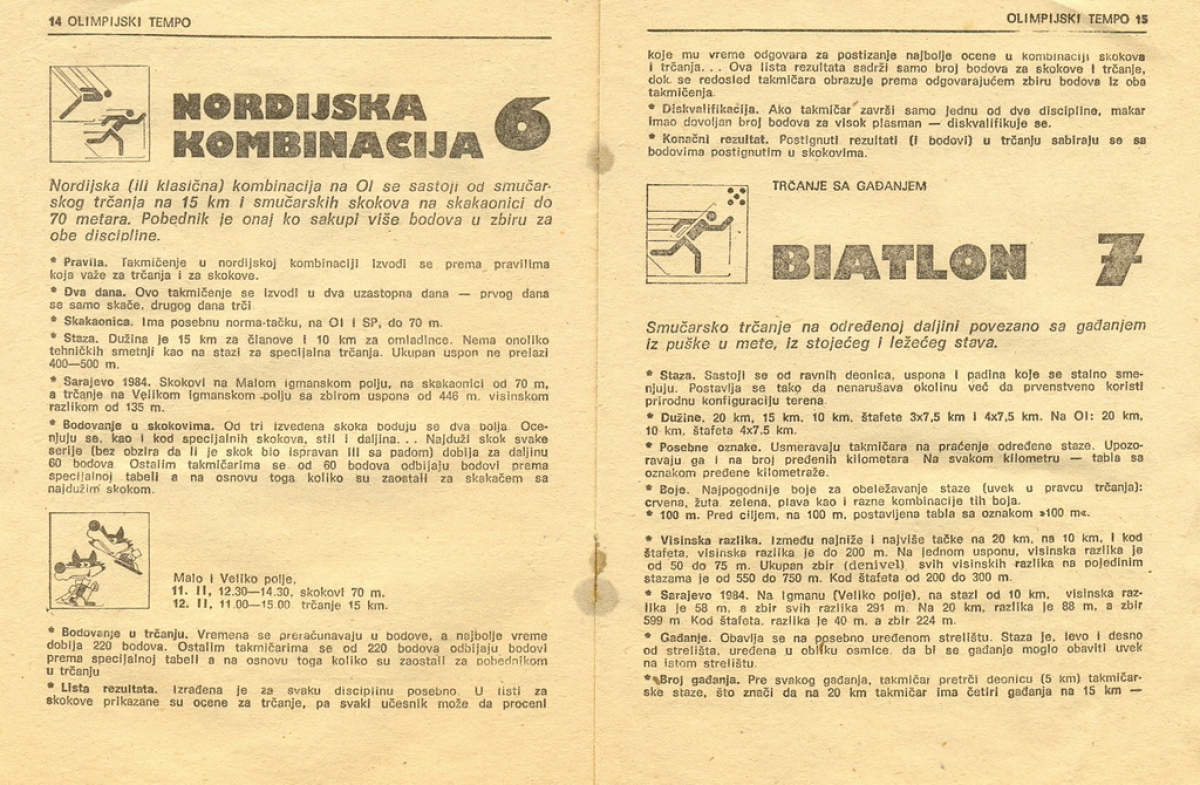 14 OLIMPIJSKI TEMPO
NORDIJSKA
KOMBINACIJA 6
Nordijska (ili klasična) kombinacija na OI se sastoji od smučar-
skog trčanja na 15 km i smučarskih skokova na skakaonici do
70 metara. Pobednik je onaj ko sakupi više bodova u zbiru za
obe discipline.
* Pravila. Takmičenje u nordijskoj kombinaciji izvodi se prema pravilima
koja važe za trčanja i za skokove.
* Dva dana. Ovo takmičenje se izvodi u dva uzastopna dana — prvog dana
se samo skače, drugog dana trči
* Skakaonica. Ima posebnu norma-tačku, na OI i SP, do 70 m.
* Staza. Dužina je 15 km za članove i 10 km za omladince. Nema onoliko
tehničkih smetnji kao na stazi za specijalna trčanja. Ukupan uspon ne prelazi
400—500 m.
* Sarajevo 1984. Skokovi na Malom Igmanskom polju, na skakaonici od 70 m,
a trčanje na Velikom Igmanskom polju sa zbirom uspona od 446 m. visinskom
razlikom od 135 m.
* Bodovanje u skokovima. Od tri izvedena skoka boduju se dva bolja. Oce-
njuju se, kao i kod specijalnih skokova, stil i daljina... Najduži skok svake
serije (bez obzira da li je skok bio ispravan ili sa padom) dobija za daljinu
60 bodova Ostalim takmičarima se od 60 bodova odbijaju bodovi prema
specijalnoj tabeli a na osnovu toga koliko su zaostali za skakačem sa
najdužim skokom.
Malo i Veliko polje,
11. II, 12.30—14.30, skokovi 70 m.
12. II, 11.00—15.00 trčanje 15 km.
* Bodovanje u trčanju. Vremena se preračunavaju u bodove, a najbolje vreme
dobija 220 bodova. Ostalim takmičarima se od 220 bodova odbijaju bodovi
prema specijalnoj tabeli a na osnovu toga koliko su zaostali za pobednikom
u trčanju
* Lista rezultata. Izrađena je za svaku disciplinu posebno. U listi za
skokove prikazane su ocene za trčanje, pa svaki učesnik može da proceni
OLIMPIJSKI TEMPO 15
koje mu vreme odgovara za postizanje najbolje ocene u kombinaciji skokova
i trčanja... Ova lista rezultata sadrži samo broj bodova za skokove i trčanje,
dok se redosled takmičara obrazuje prema odgovarajućem zbiru bodova iz oba
takmičenja.
* Diskvalifikacija. Ako takmičar završi samo jednu od dve discipline, makar
imao dovoljan broj bodova za visok plasman — diskvalifikuje se.
* Konačni rezultat. Postignuti rezultati (i bodovi) u trčanju sabiraju se sa
bodovima postignutim u skokovima.
TRČANJE SA GAĐANJEM
BIATLON 7
Smučarsko trčanje na određenoj daljini povezano sa gađanjem
iz puške u mete, iz stojećeg i ležećeg stava.
* Staza. Sastoji se od ravnih deonica, uspona i padina koje se stalno sme-
njuju. Postavlja se tako da nenarušava okolinu već da prvenstveno koristi
prirodnu konfiguraciju terena
* Dužine, 20 km, 15 km, 10 km, štafete 3x7,5 km i 4x7,5 km. Na OI: 20 km,
10 km, štafeta 4x7.5 km.
* Posebne oznake. Usmeravaju takmičara na praćenje određene staze. Upozo-
ravaju ga i na broj pređenih kilometara Na svakom kilometru — tabla sa
oznakom pređene kilometraže.
* Boje. Najpogodnije boje za obeležavanje staze (uvek u pravcu trčanja):
crvena, žuta, zelena, plava kao i razne kombinacije tih boja.
* 100 m. Pred ciljem, na 100 m, postavljena tabla sa oznakom »100 m«.
* Visinska razlika. Između najniže i najviše tačke na 20 km, na 10 km, i kod
štafeta, visinska razlika je do 200 m. Na jednom usponu, visinska razlika je
od 50 do 75 m. Ukupan zbir (denivel) svih visinskih razlika na pojedinim
stazama je od 550 do 750 m. Kod štafeta od 200 do 300 m.
* Sarajevo 1984. Na Igmanu (Veliko polje), na stazi od 10 km, visinska raz-
lika je 58 m, a zbir svih razlika 291 m. Na 20 km, razlika je 88 m, a zbir
599 m Kod štafeta, razlika je 40 m, a zbir 224 m.
* Gađanje. Obavlja se na posebno uređenom strelištu. Staza je, levo i desno
od strelišta, uređena u obliku osmice, da bi se gađanje moglo obaviti uvek
na istom strelištu.
* Broj gađanja. Pre svakog gađanja, takmičar pretrči deonicu (5 km) takmičar-
ske staze, što znači da na 20 km takmičar ima četiri gađanja na 15 km —